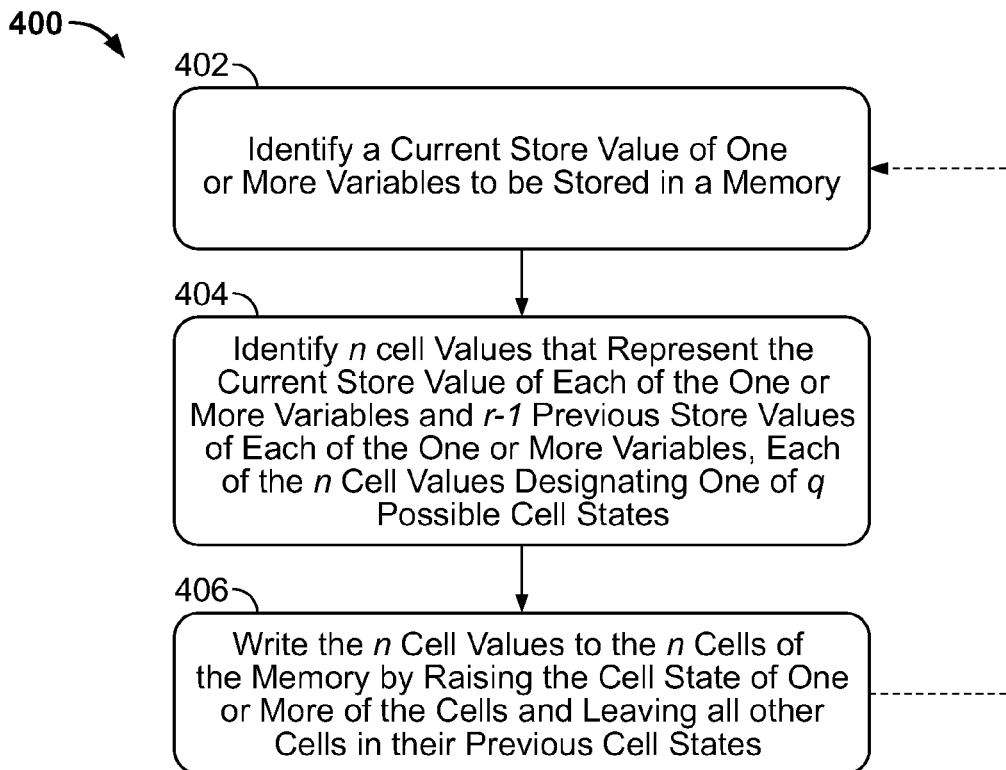 400
402
Identify a Current Store Value of One
or More Variables to be Stored in a Memory
404
Identify n cell Values that Represent the
Current Store Value of Each of the One or
More Variables and r-1 Previous Store Values
of Each of the One or More Variables, Each
of the n Cell Values Designating One of q
Possible Cell States
406
Write the n Cell Values to the n Cells of
the Memory by Raising the Cell State of One
or More of the Cells and Leaving all other
Cells in their Previous Cell States